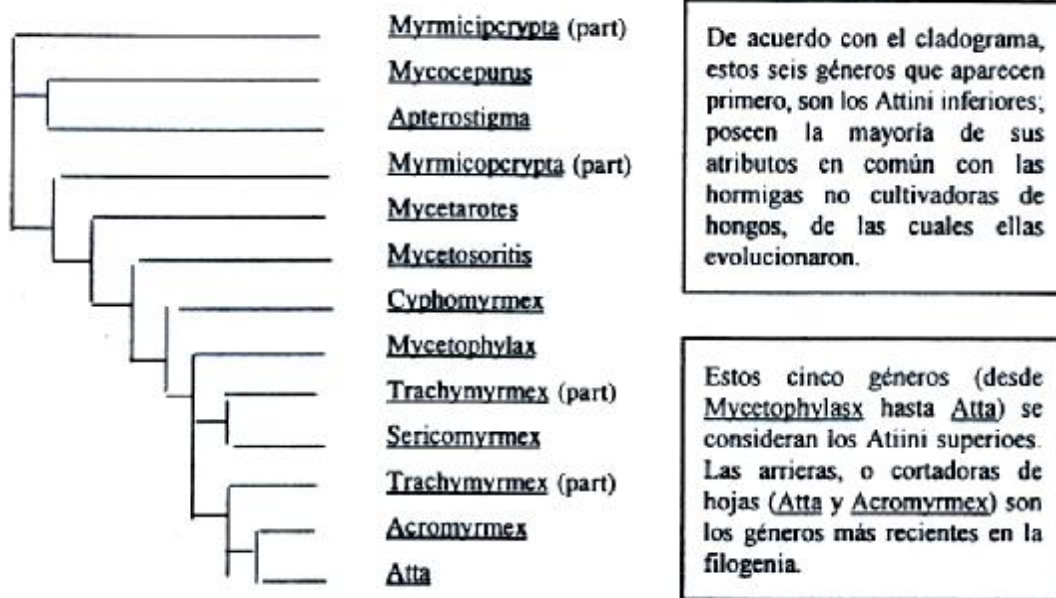 Myrmicipcrypta (part)
Mycocepurus
Apterostigma
Myrmicopcrypta (part)
Mycetarotes
Mycetosoritis
Cyphomyrmex
Mycetophylax
Trachymyrmex (part)
Sericomyrmex
Trachymyrmex (part)
Acromyrmex
Atta
De acuerdo con el cladograma,
estos seis géneros que aparecen
primero, son los Attini inferiores;
poseen la mayoría de sus
atributos en común con las
hormigas no cultivadoras de
hongos, de las cuales ellas
evolucionaron.
Estos cinco géneros (desde
Mycetophylasx hasta Atta) se
consideran los Atiini superioes.
Las arrieras, o cortadoras de
hojas (Atta y Acromyrmex) son
los géneros más recientes en la
filogenia.